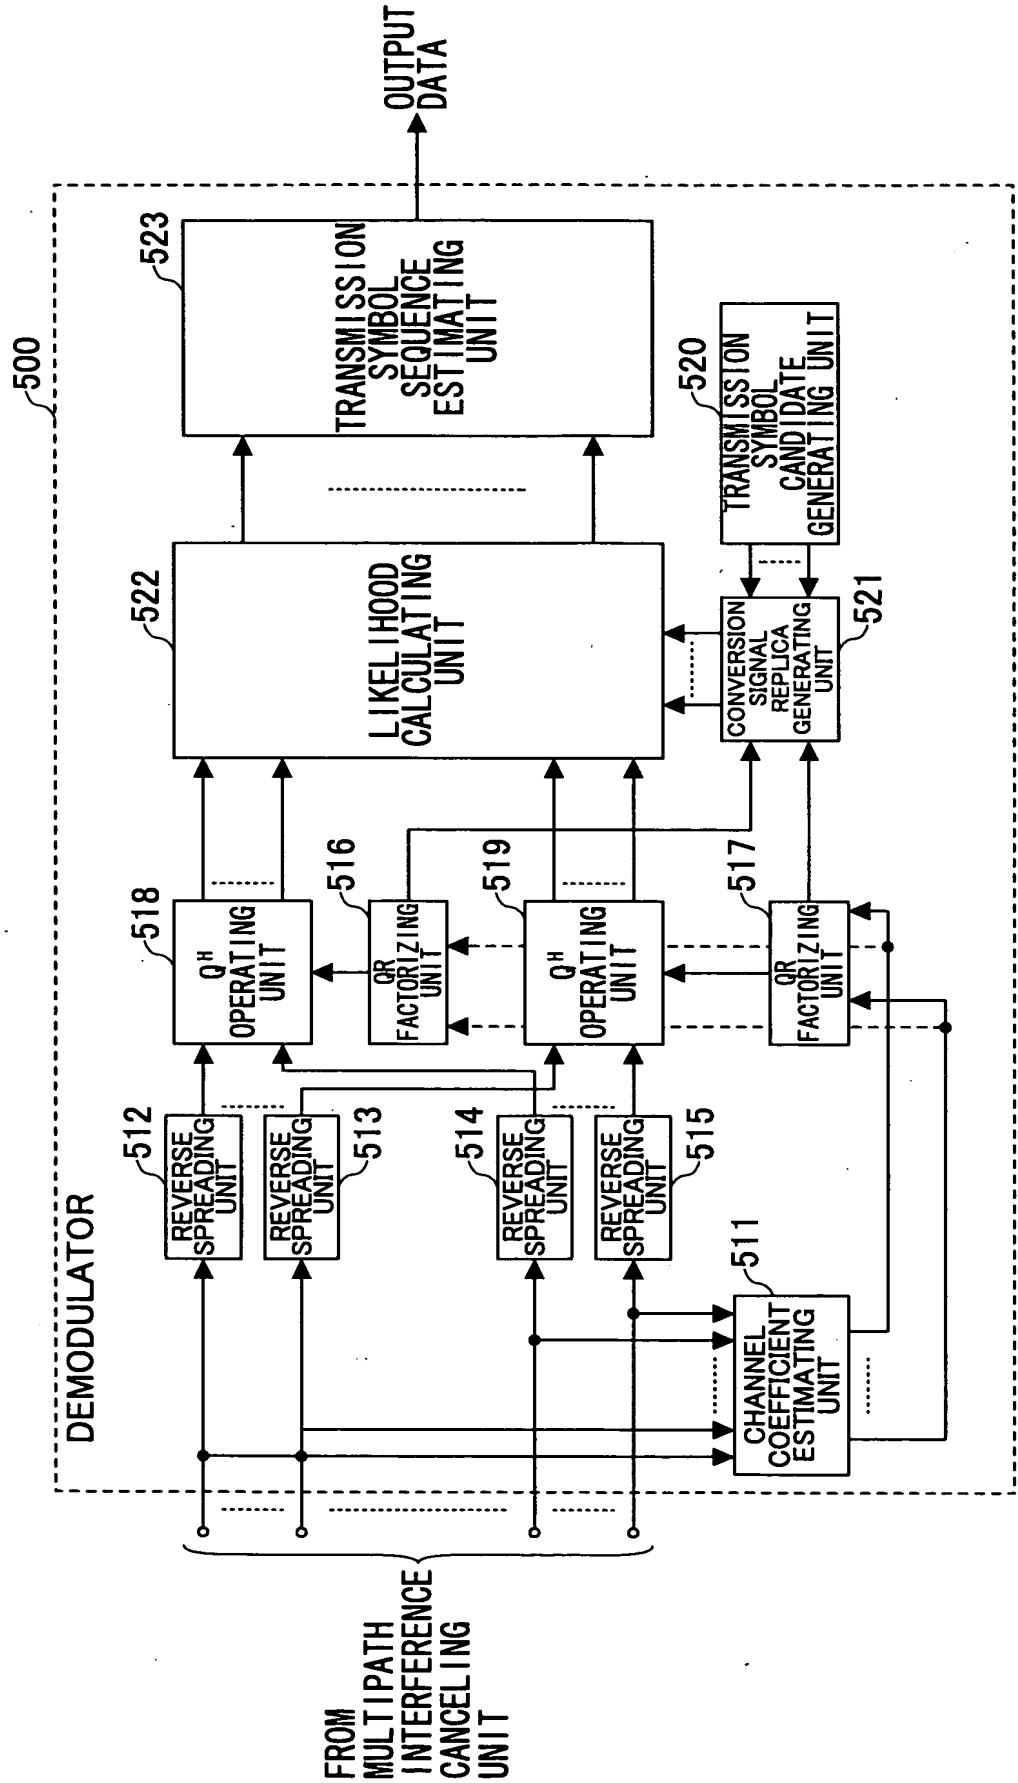 500
DEMODULATOR
FROM
MULTIPATH
INTERFERENCE
CANCELING
UNIT
512
REVERSE
SPREADING
UNIT
REVERSE
SPREADING
UNIT
513
514
REVERSE
SPREADING
UNIT
REVERSE
SPREADING
UNIT
515
511
CHANNEL
COEFFICIENT
ESTIMATING
UNIT
518
Q^H
OPERATING
UNIT
516
QR
FACTORIZING
UNIT
519
Q^H
OPERATING
UNIT
517
QR
FACTORIZING
UNIT
522
LIKELIHOOD
CALCULATING
UNIT
CONVERSION
SIGNAL
REPLICA
GENERATING
UNIT
521
523
TRANSMISSION
SYMBOL
SEQUENCE
ESTIMATING
UNIT
520
TRANSMISSION
SYMBOL
CANDIDATE
GENERATING UNIT
OUTPUT
DATA